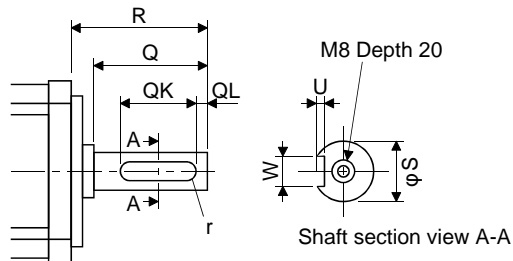 R
Q
QK QL
A
A
r
M8 Depth 20
U
W
φS
Shaft section view A-A